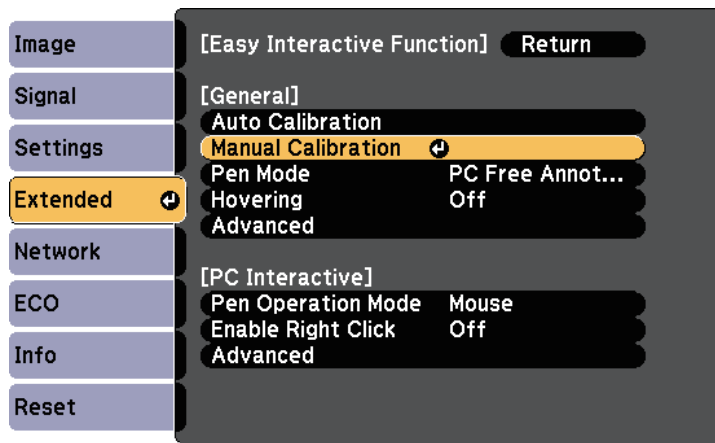 Image
Signal
Settings
Extended
Network
ECO
Info
Reset
[Easy Interactive Function] Return
[General]
Auto Calibration
Manual Calibration
Pen Mode PC Free Annot...
Hovering Off
Advanced
[PC Interactive]
Pen Operation Mode Mouse
Enable Right Click Off
Advanced